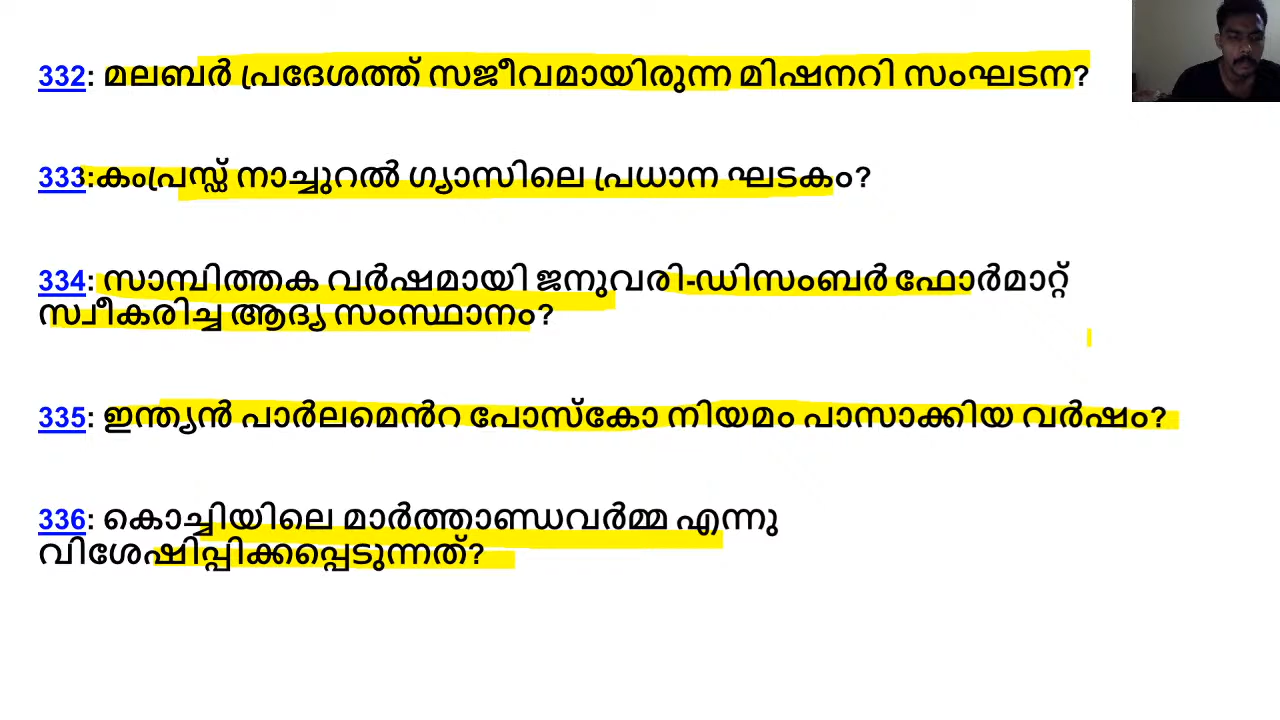 332: മലബർ പ്രദേശത്ത് സജീവമായിരുന്ന മിഷനറി സംഘടന?
333:കംപ്രസ്ഡ് നാച്ചുറൽ ഗ്യാസിലെ പ്രധാന ഘടകം?
334: സാമ്പിത്തക വർഷമായി ജനുവരി-ഡിസംബർ ഫോർമാറ്റ്
സ്വീകരിച്ച ആദ്യ സംസ്ഥാനം?
335: ഇന്ത്യൻ പാർലമെൻറ പോസ്കോ നിയമം പാസാക്കിയ വർഷം?
336: കൊച്ചിയിലെ മാർത്താണ്ഡവർമ്മ എന്നു
വിശേഷിപ്പിക്കപ്പെടുന്നത്?